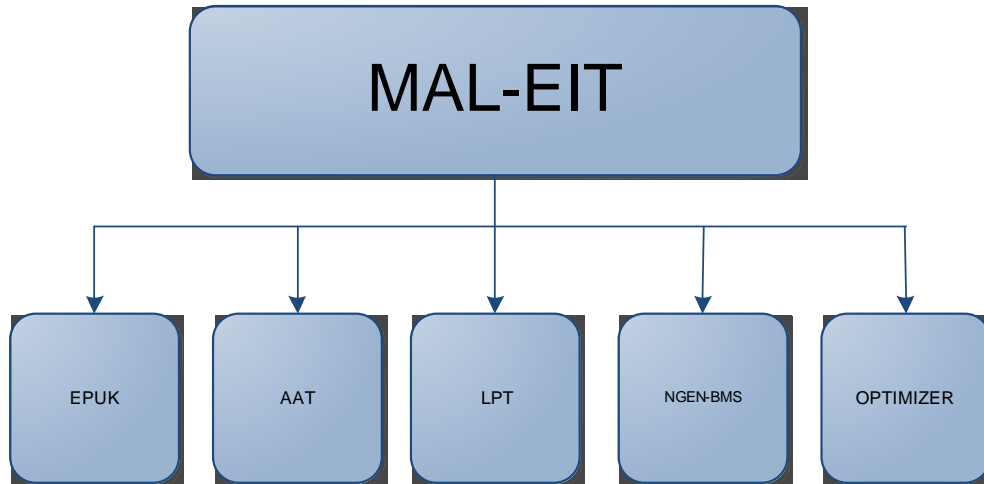 MAL-EIT
EPUK
AAT
LPT
NGEN-BMS
OPTIMIZER